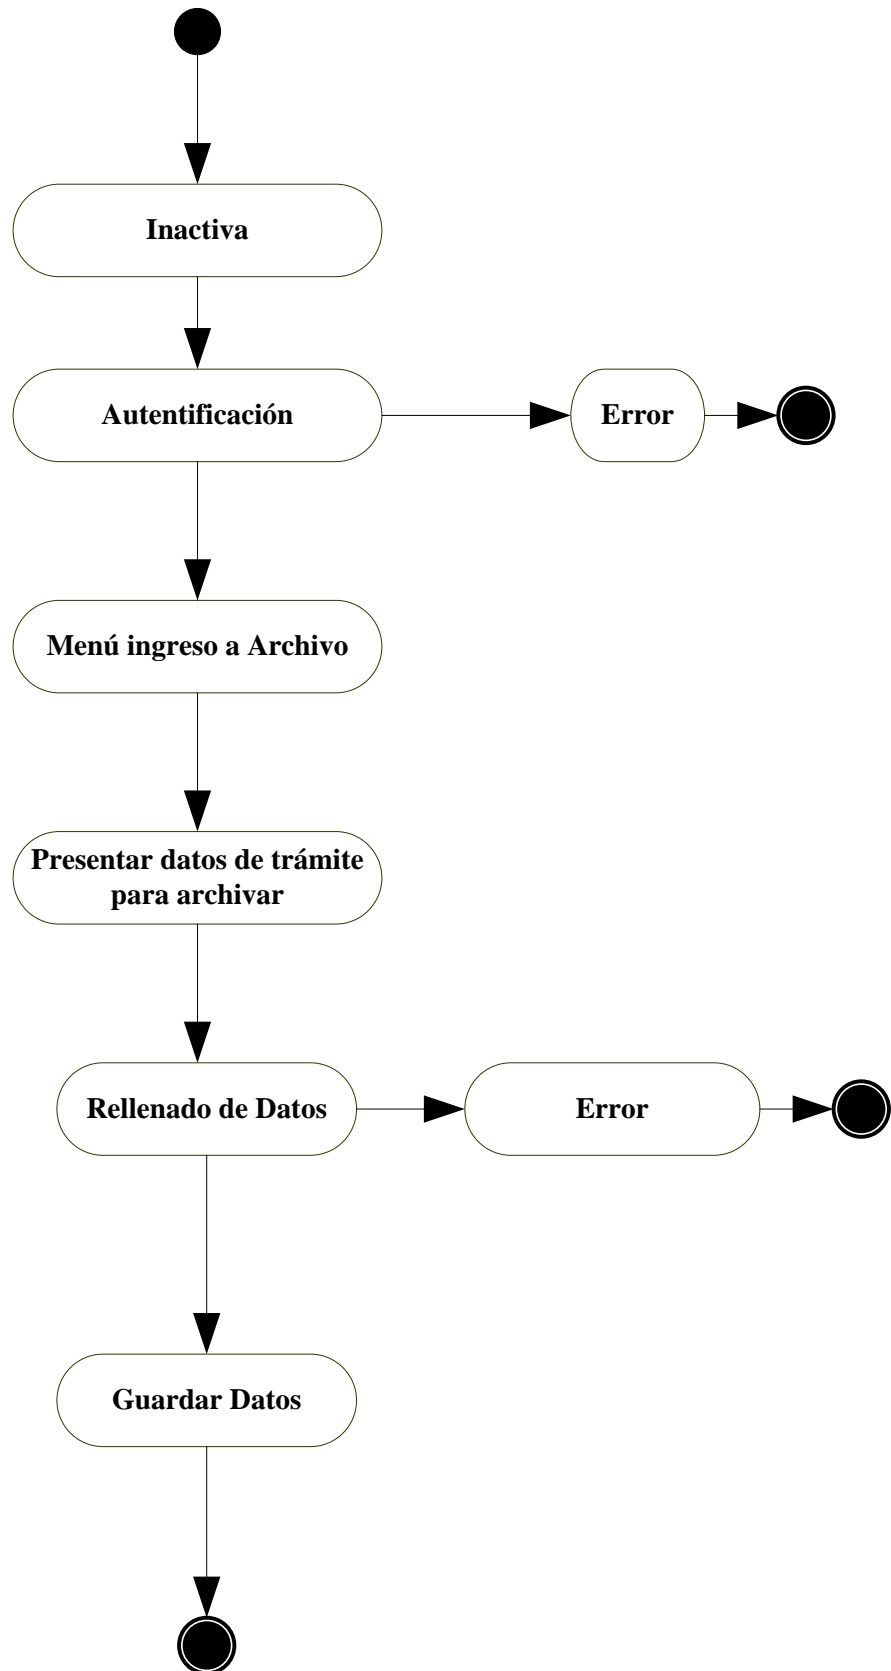 Inactiva
Autentificación
Error
Menú ingreso a Archivo
Presentar datos de trámite
para archivar
Rellenado de Datos
Error
Guardar Datos